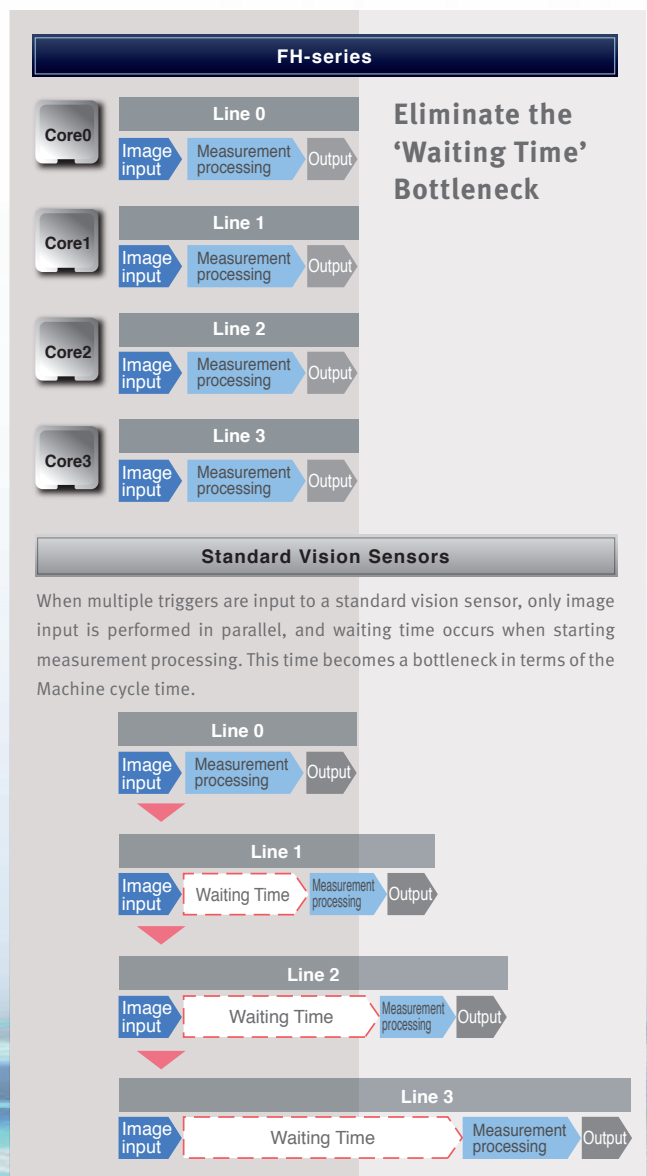 FH-series
Eliminate the
‘Waiting Time’
Bottleneck
Core0
Line 0
Image
input
Measurement
processing
Output
Core1
Line 1
Image
input
Measurement
processing
Output
Core2
Line 2
Image
input
Measurement
processing
Output
Core3
Line 3
Image
input
Measurement
processing
Output
Standard Vision Sensors
When multiple triggers are input to a standard vision sensor, only image
input is performed in parallel, and waiting time occurs when starting
measurement processing. This time becomes a bottleneck in terms of the
Machine cycle time.
Line 0
Image
input
Measurement
processing
Output
Line 1
Image
input
Waiting Time
Measurement
processing
Output
Line 2
Image
input
Waiting Time
Measurement
processing
Output
Line 3
Image
input
Waiting Time
Measurement
processing
Output